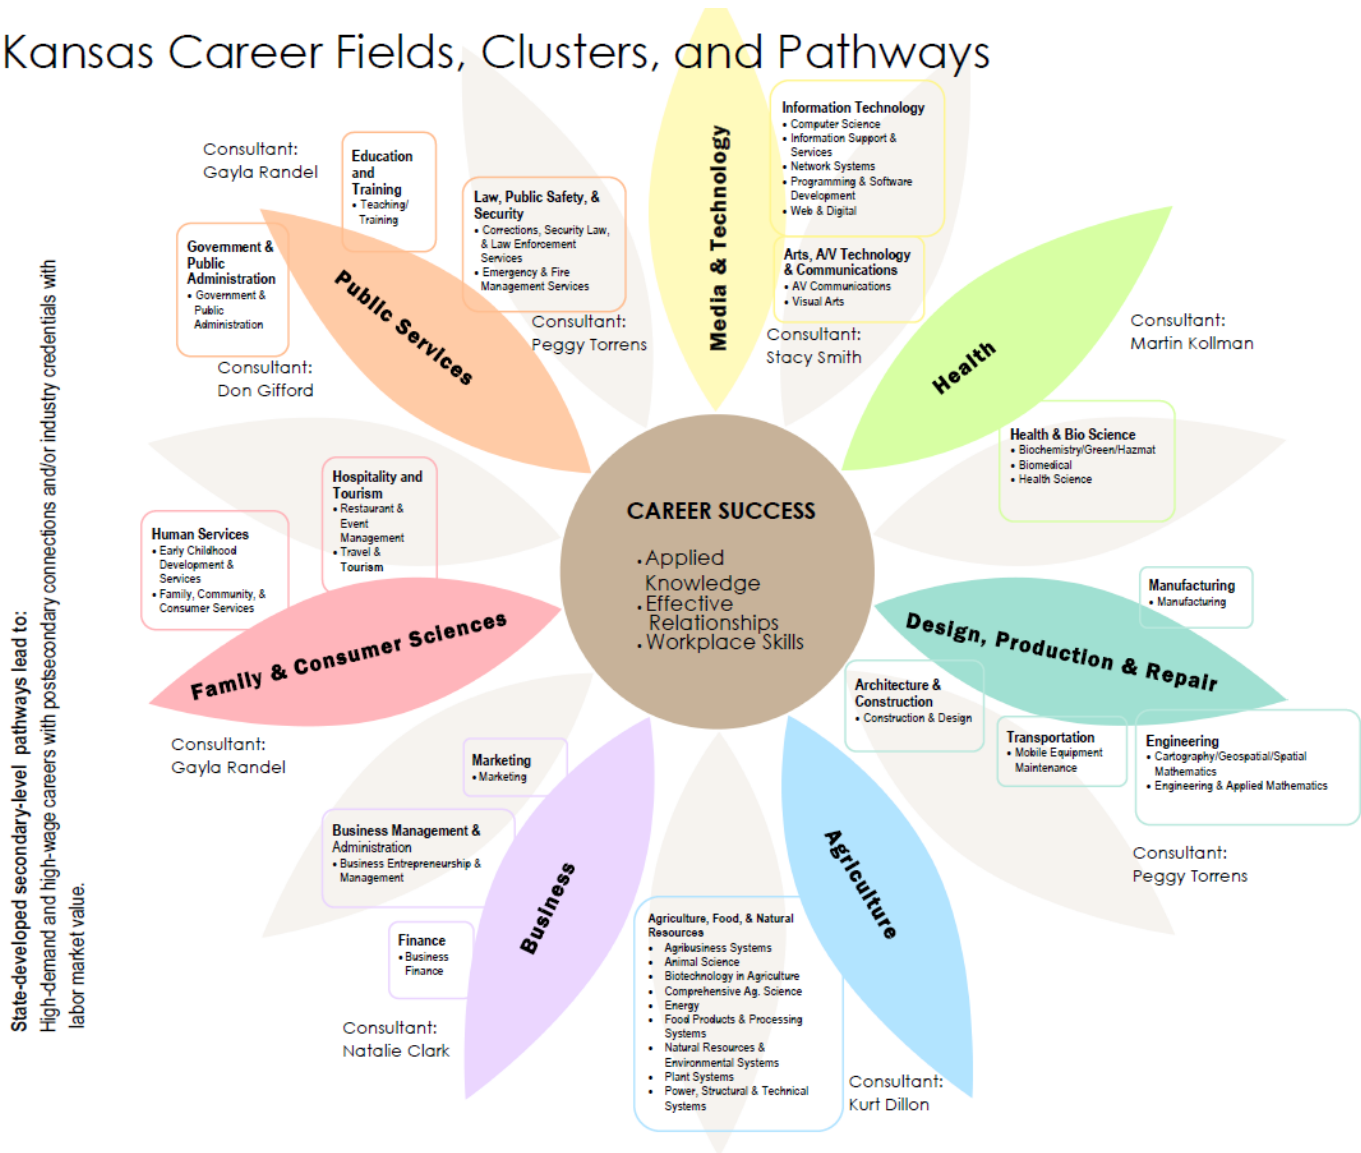 Kansas Career Fields, Clusters, and Pathways
State-developed secondary-level pathways lead to:
High-demand and high-wage careers with postsecondary connections and/or industry credentials with
labor market value.
Consultant:
Gayla Randel
Education
and
Training
• Teaching/
Training
Law, Public Safety, &
Security
• Corrections, Security Law,
& Law Enforcement
Services
• Emergency & Fire
Management Services
Consultant:
Peggy Torrens
Government &
Public
Administration
• Government &
Public
Administration
Consultant:
Don Gifford
Public Services
Media & Technology
Information Technology
• Computer Science
• Information Support &
Services
• Network Systems
• Programming & Software
Development
• Web & Digital
Arts, A/V Technology
& Communications
• AV Communications
• Visual Arts
Consultant:
Stacy Smith
Health
Consultant:
Martin Kollman
Health & Bio Science
• Biochemistry/Green/Hazmat
• Biomedical
• Health Science
CAREER SUCCESS
• Applied
Knowledge
• Effective
Relationships
• Workplace Skills
Hospitality and
Tourism
• Restaurant &
Event
Management
• Travel &
Tourism
Human Services
• Early Childhood
Development &
Services
• Family, Community, &
Consumer Services
Family & Consumer Sciences
Consultant:
Gayla Randel
Manufacturing
• Manufacturing
Design, Production & Repair
Architecture &
Construction
• Construction & Design
Transportation
• Mobile Equipment
Maintenance
Engineering
• Cartography/Geospatial/Spatial
Mathematics
• Engineering & Applied Mathematics
Consultant:
Peggy Torrens
Marketing
• Marketing
Business Management &
Administration
• Business Entrepreneurship &
Management
Finance
• Business
Finance
Business
Consultant:
Natalie Clark
Agriculture
Agriculture, Food, & Natural
Resources
• Agribusiness Systems
• Animal Science
• Biotechnology in Agriculture
• Comprehensive Ag. Science
• Energy
• Food Products & Processing
Systems
• Natural Resources &
Environmental Systems
• Plant Systems
• Power, Structural & Technical
Systems
Consultant:
Kurt Dillon